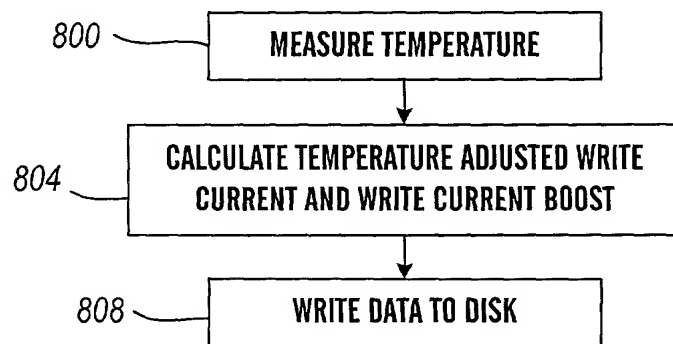 800
MEASURE TEMPERATURE
804
CALCULATE TEMPERATURE ADJUSTED WRITE
CURRENT AND WRITE CURRENT BOOST
808
WRITE DATA TO DISK